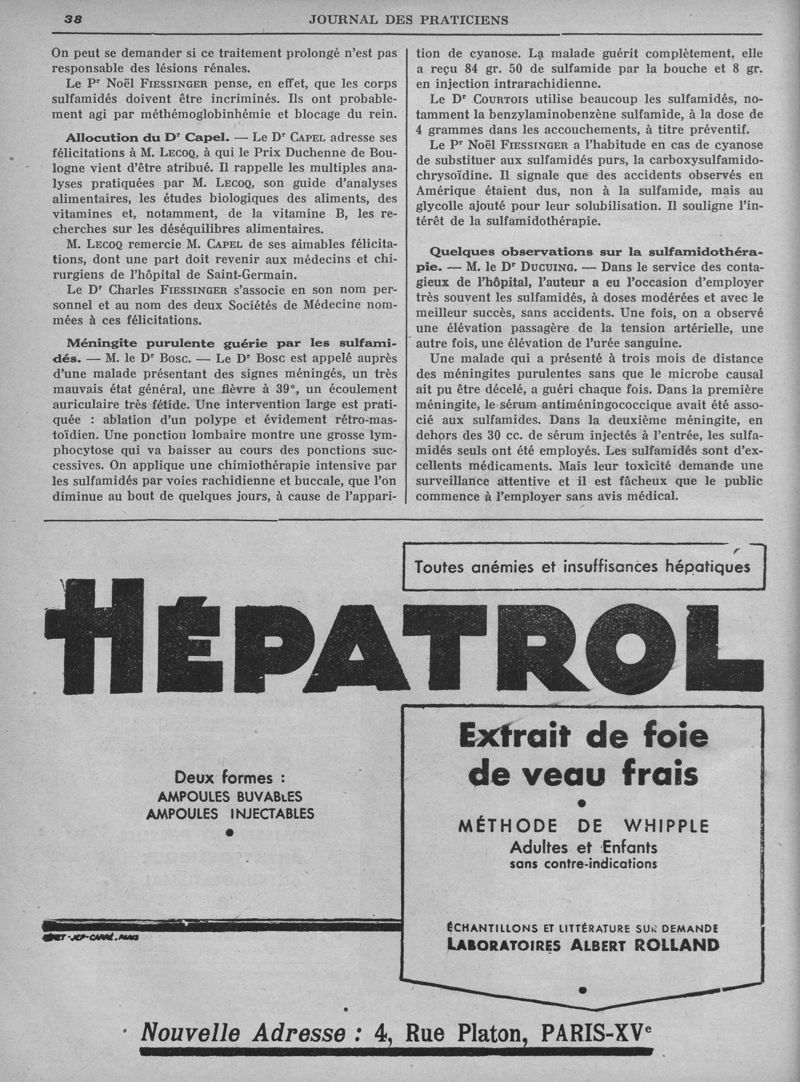 38
JOURNAL DES PRATICIENS
On peut se demander si ce traitement prolongé n'est pas
responsable des lésions rénales.
Le Pr Noël FIESSINGER pense, en effet, que les corps
sulfamidés doivent être incriminés. Ils ont probable-
ment agi par méthémoglobinhémie et blocage du rein.
Allocution du Dr Capel. — Le Dr CAPEL adresse ses
félicitations à M. LECOQ, à qui le Prix Duchenne de Bou-
logne vient d'être atribué. Il rappelle les multiples ana-
lyses pratiquées par M. LECOQ, son guide d'analyses
alimentaires, les études biologiques des aliments, des
vitamines et, notamment, de la vitamine B, les re-
cherches sur les déséquilibres alimentaires.
M. LECOQ remercie M. CAPEL de ses aimables félicita-
tions, dont une part doit revenir aux médecins et chi-
rurgiens de l'hôpital de Saint-Germain.
Le Dr Charles FIESSINGER s'associe en son nom per-
sonnel et au nom des deux Sociétés de Médecine nom-
mées à ces félicitations.
Méningite purulente guérie par les sulfami-
dés. — M. le Dr BOSC. — Le Dr BOSC est appelé auprès
d'une malade présentant des signes méningés, un très
mauvais état général, une fièvre à 39°, un écoulement
auriculaire très fétide. Une intervention large est prati-
quée : ablation d'un polype et évidement rétro-mas-
toïdien. Une ponction lombaire montre une grosse lym-
phocytose qui va baisser au cours des ponctions suc-
cessives. On applique une chimiothérapie intensive par
les sulfamidés par voies rachidienne et buccale, que l'on
diminue au bout de quelques jours, à cause de l'appari-
tion de cyanose. La malade guérit complètement, elle
a reçu 84 gr. 50 de sulfamide par la bouche et 8 gr.
en injection intrarachidienne.
Le Dr COURTOIS utilise beaucoup les sulfamidés, no-
tamment la benzylaminobenzène sulfamide, à la dose de
4 grammes dans les accouchements, à titre préventif.
Le Pr Noël FIESSINGER a l'habitude en cas de cyanose
de substituer aux sulfamidés purs, la carboxysulfamido-
chrysoïdine. Il signale que des accidents observés en
Amérique étaient dus, non à la sulfamide, mais au
glycolle ajouté pour leur solubilisation. Il souligne l'in-
térêt de la sulfamidothérapie.
Quelques observations sur la sulfamidothéra-
pie. — M. le Dr DUCUING. — Dans le service des conta-
gieux de l'hôpital, l'auteur a eu l'occasion d'employer
très souvent les sulfamidés, à doses modérées et avec le
meilleur succès, sans accidents. Une fois, on a observé
une élévation passagère de la tension artérielle, une
autre fois, une élévation de l'urée sanguine.
Une malade qui a présenté à trois mois de distance
des méningites purulentes sans que le microbe causal
ait pu être décelé, a guéri chaque fois. Dans la première
méningite, le sérum antiméningococcique avait été asso-
cié aux sulfamides. Dans la deuxième méningite, en
dehors des 30 cc. de sérum injectés à l'entrée, les sulfa-
midés seuls ont été employés. Les sulfamidés sont d'ex-
cellents médicaments. Mais leur toxicité demande une
surveillance attentive et il est fâcheux que le public
commence à l'employer sans avis médical.
Toutes anémies et insuffisances hépatiques
HÉPATROL
Deux formes :
AMPOULES BUVABLES
AMPOULES INJECTABLES
Extrait de foie
de veau frais
MÉTHODE DE WHIPPLE
Adultes et Enfants
sans contre-indications
ÉCHANTILLONS ET LITTÉRATURE SUR DEMANDE
LABORATOIRES ALBERT ROLLAND
-JEP-CARRÉ.PARIS
Nouvelle Adresse : 4, Rue Platon, PARIS-XVe